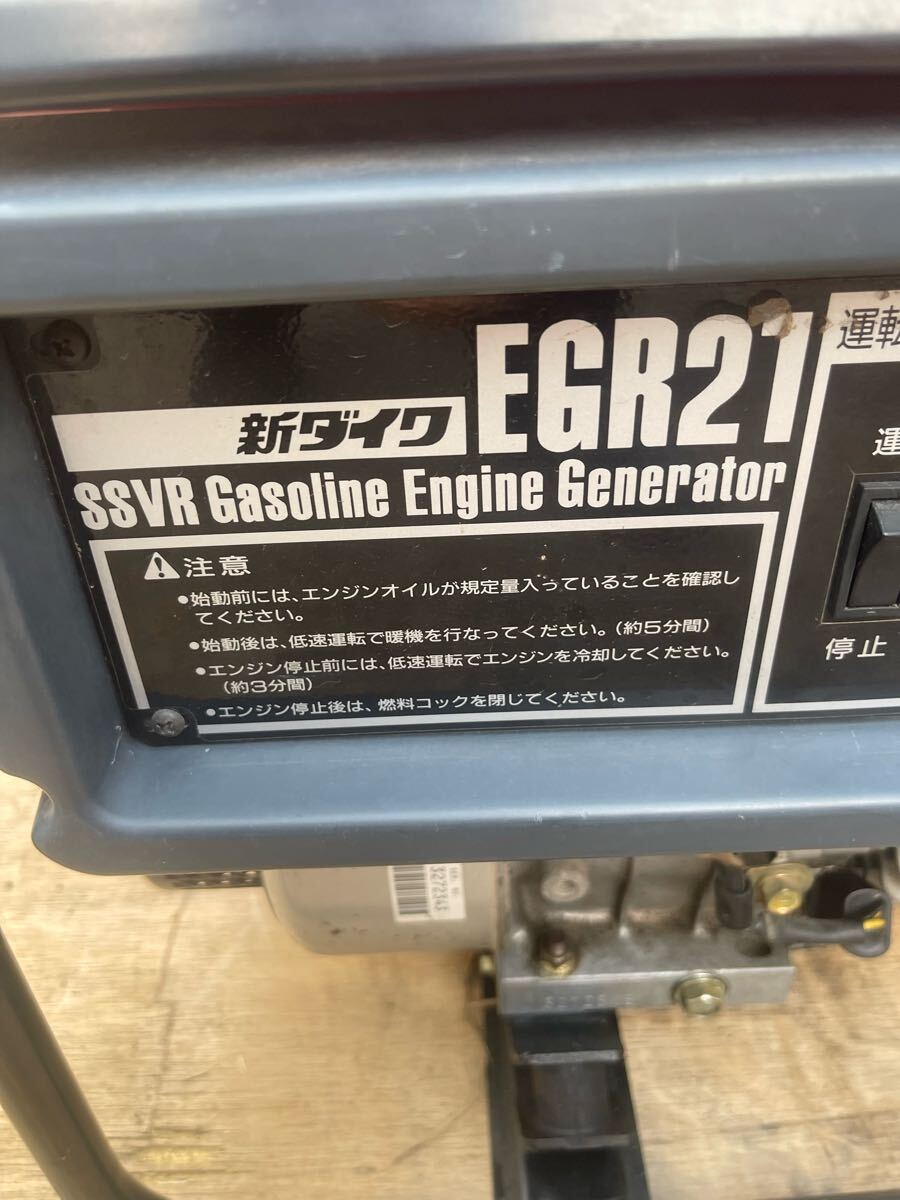 新ダイワ EGR21
SSVR Gasoline Engine Generator
注意
●始動前には、エンジンオイルが規定量入っていることを確認し
てください。
●始動後は、低速運転で暖機を行なってください。(約5分間)
●エンジン停止前には、低速運転でエンジンを冷却してください。
(約3分間)
●エンジン停止後は、燃料コックを閉じてください。
運転
運
停止
3272343